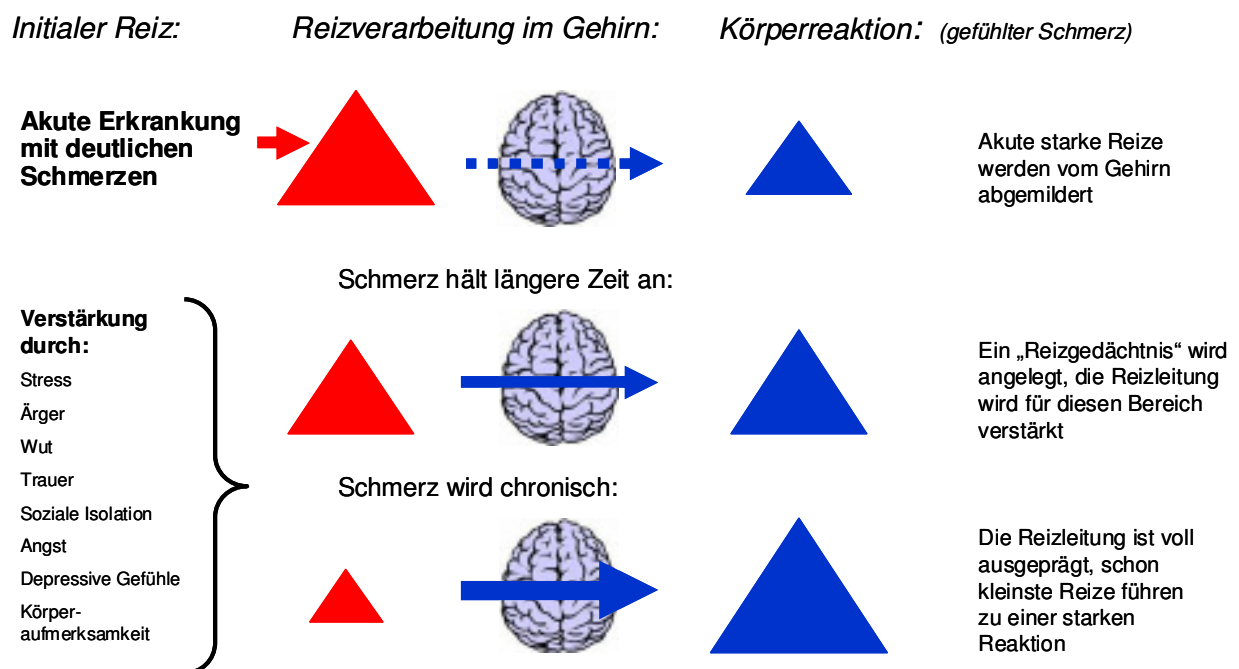 Initialer Reiz:
Reizverarbeitung im Gehirn:
Körperreaktion: (gefühlter Schmerz)
Akute Erkrankung
mit deutlichen
Schmerzen
Akute starke Reize
werden vom Gehirn
abgemildert
Schmerz hält längere Zeit an:
Verstärkung
durch:
Stress
Ärger
Wut
Trauer
Soziale Isolation
Angst
Depressive Gefühle
Körper-
aufmerksamkeit
Ein „Reizgedächtnis“ wird
angelegt, die Reizleitung
wird für diesen Bereich
verstärkt
Schmerz wird chronisch:
Die Reizleitung ist voll
ausgeprägt, schon
kleinste Reize führen
zu einer starken
Reaktion